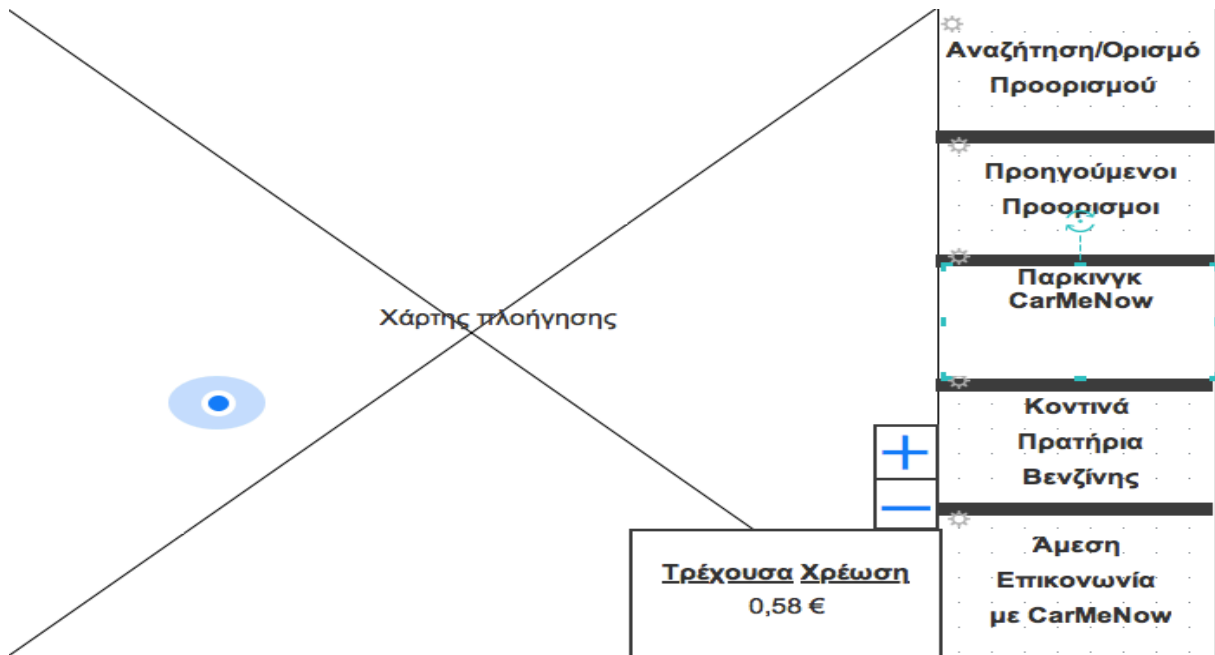 Αναζήτηση/Ορισμό
Προορισμού
Προηγούμενοι
Προορισμοι
Παρκινγκ
CarMeNow
Χάρτης πλοήγησης
Κοντινά
Πρατήρια
Βενζίνης
Τρέχουσα Χρέωση
0,58 €
Άμεση
Επικονωνία
με CarMeNow